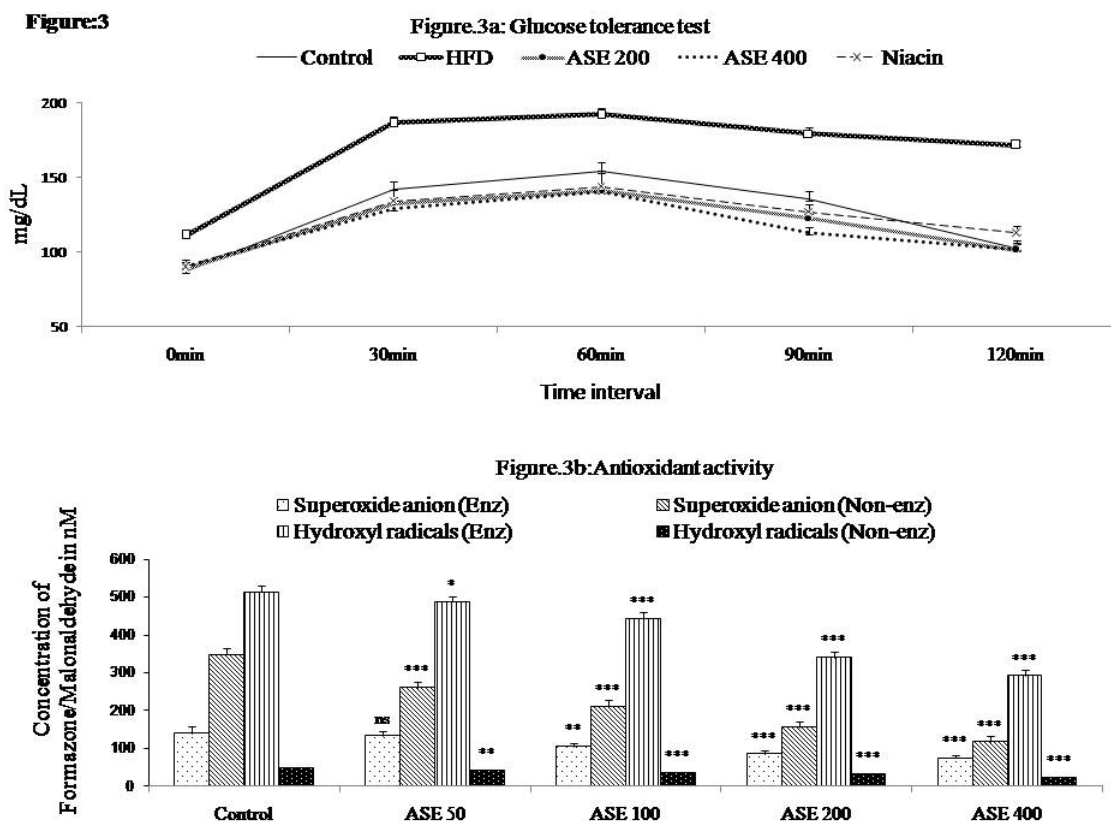 Figure:3
Figure.3a: Glucose tolerance test
Control HFD ASE 200 ASE 400 Niacin
200
150
100
50
mg/dL
0min 30min 60min 90min 120min
Time interval
Figure.3b:Antioxidant activity
Superoxide anion (Enz) Superoxide anion (Non-enz)
Hydroxyl radicals (Enz) Hydroxyl radicals (Non-enz)
Concentration of
Formazone/Malonaldehyde in nM
600
500
400
300
200
100
0
ns *** * **
** *** *** ***
*** *** *** ***
*** *** *** ***
Control ASE 50 ASE 100 ASE 200 ASE 400